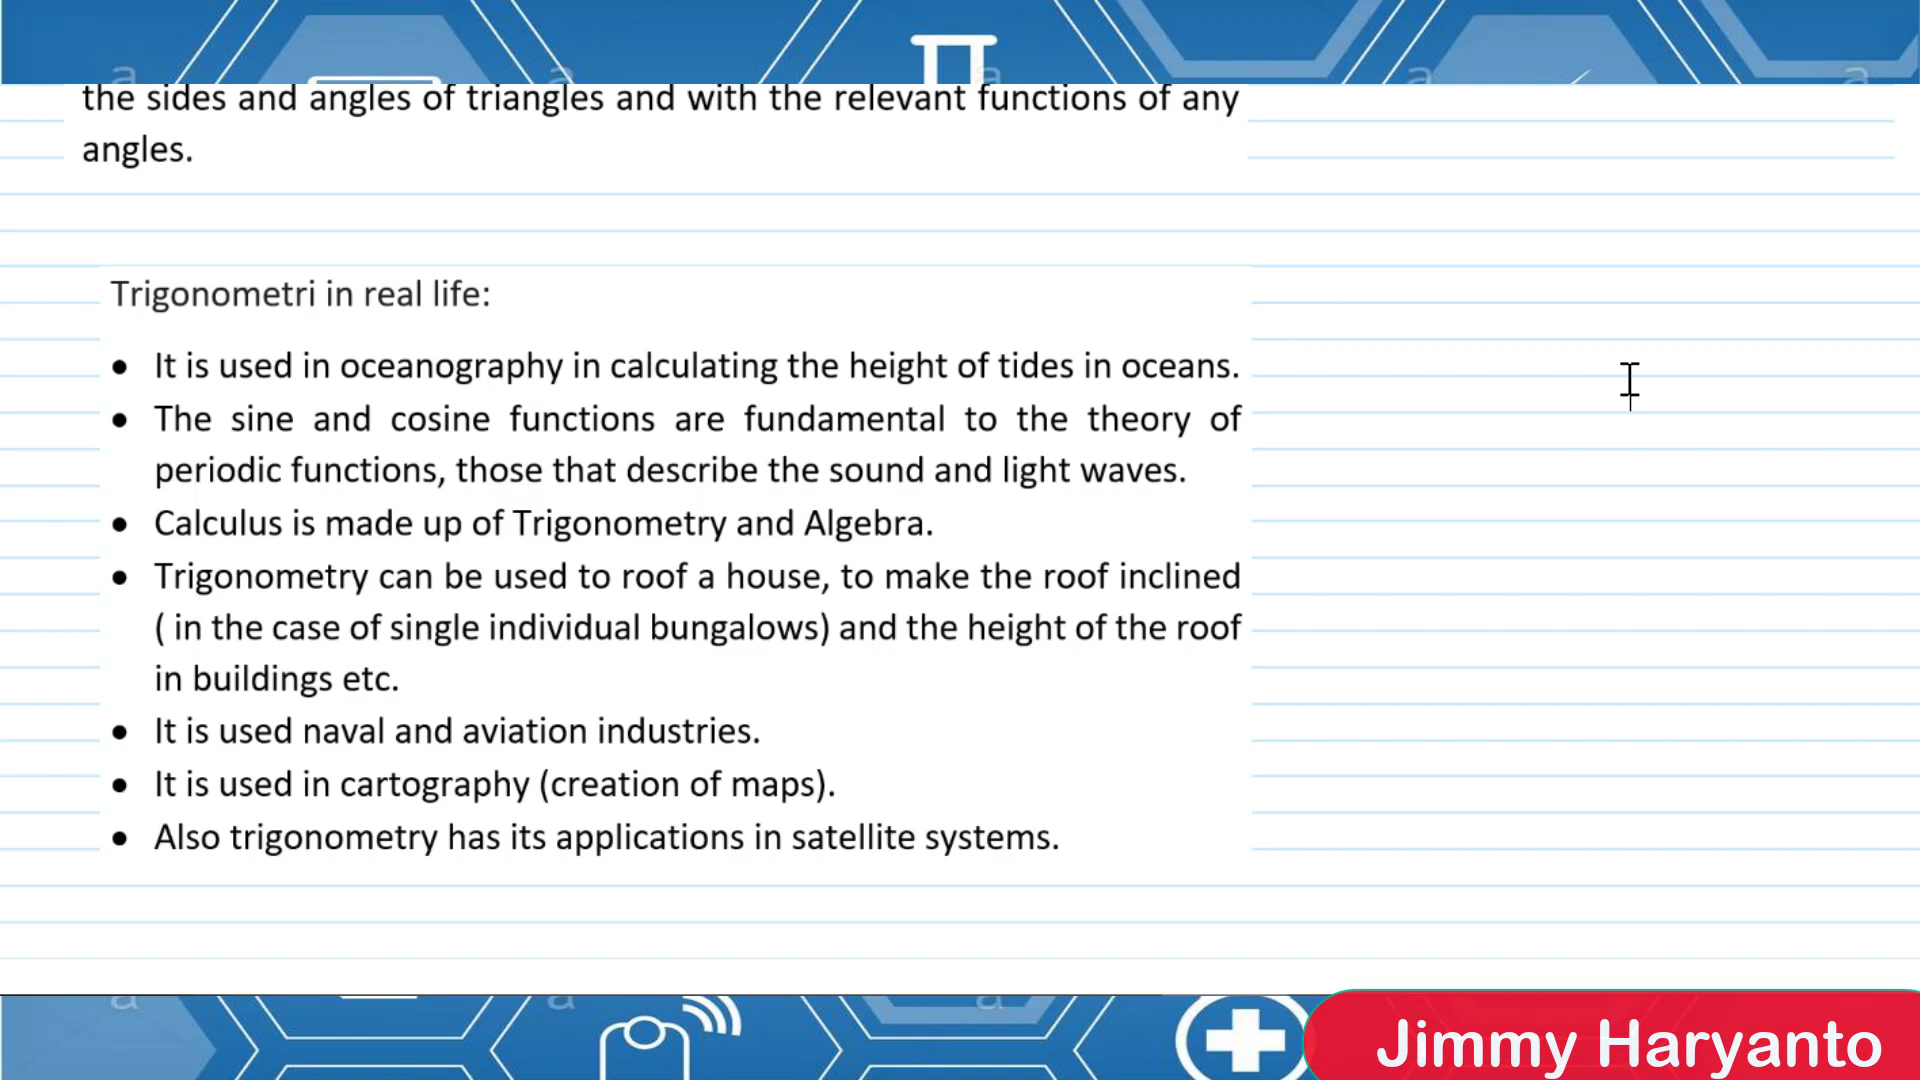 the sides and angles of triangles and with the relevant functions of any
angles.
Trigonometri in real life:
• It is used in oceanography in calculating the height of tides in oceans.
• The sine and cosine functions are fundamental to the theory of
periodic functions, those that describe the sound and light waves.
• Calculus is made up of Trigonometry and Algebra.
• Trigonometry can be used to roof a house, to make the roof inclined
( in the case of single individual bungalows) and the height of the roof
in buildings etc.
• It is used naval and aviation industries.
• It is used in cartography (creation of maps).
• Also trigonometry has its applications in satellite systems.
Jimmy Haryanto